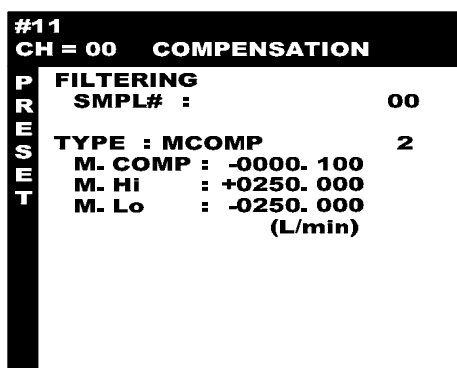 #11
CH = 00 COMPENSATION
PRESET
FILTERING
SMPL# : 00
TYPE : MCOMP 2
M. COMP : -0000. 100
M. Hi : +0250. 000
M. Lo : -0250. 000
(L/min)